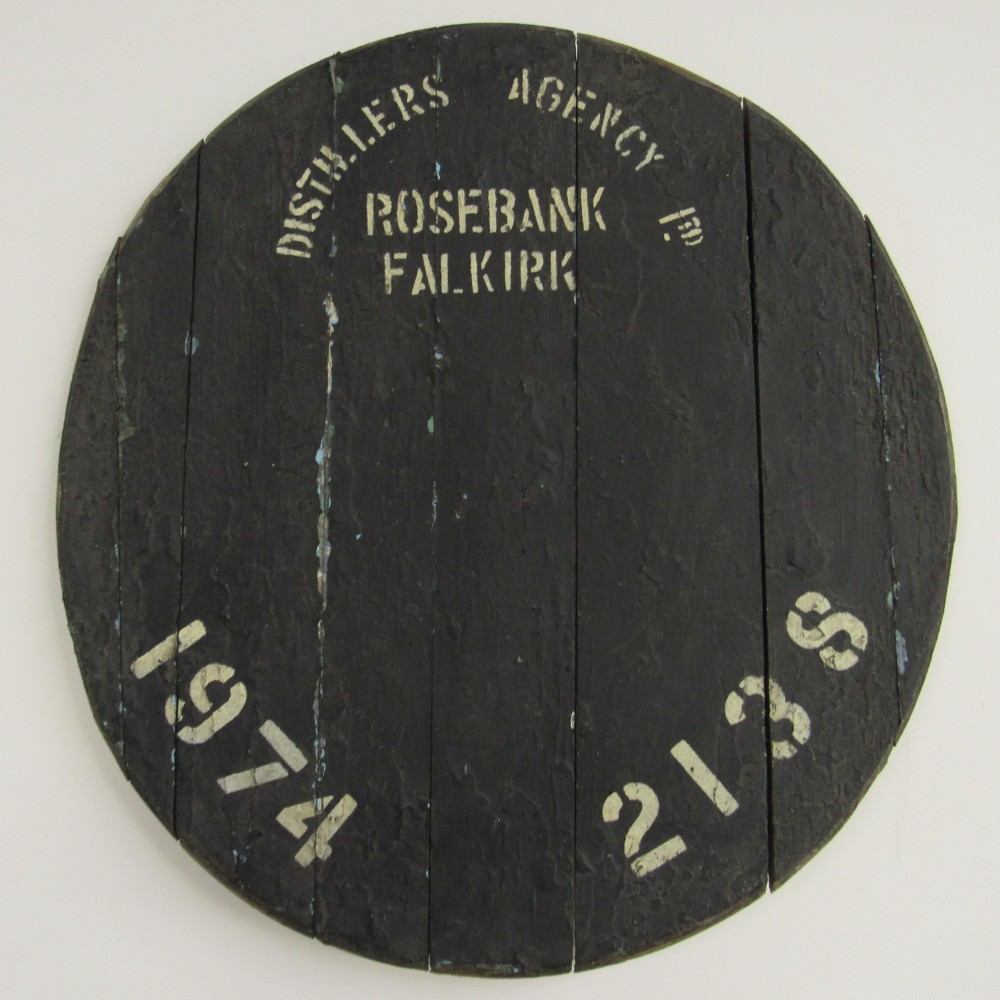 DISTILLERS AGENCY LTD
ROSEBANK
FALKIRK
1974
2138